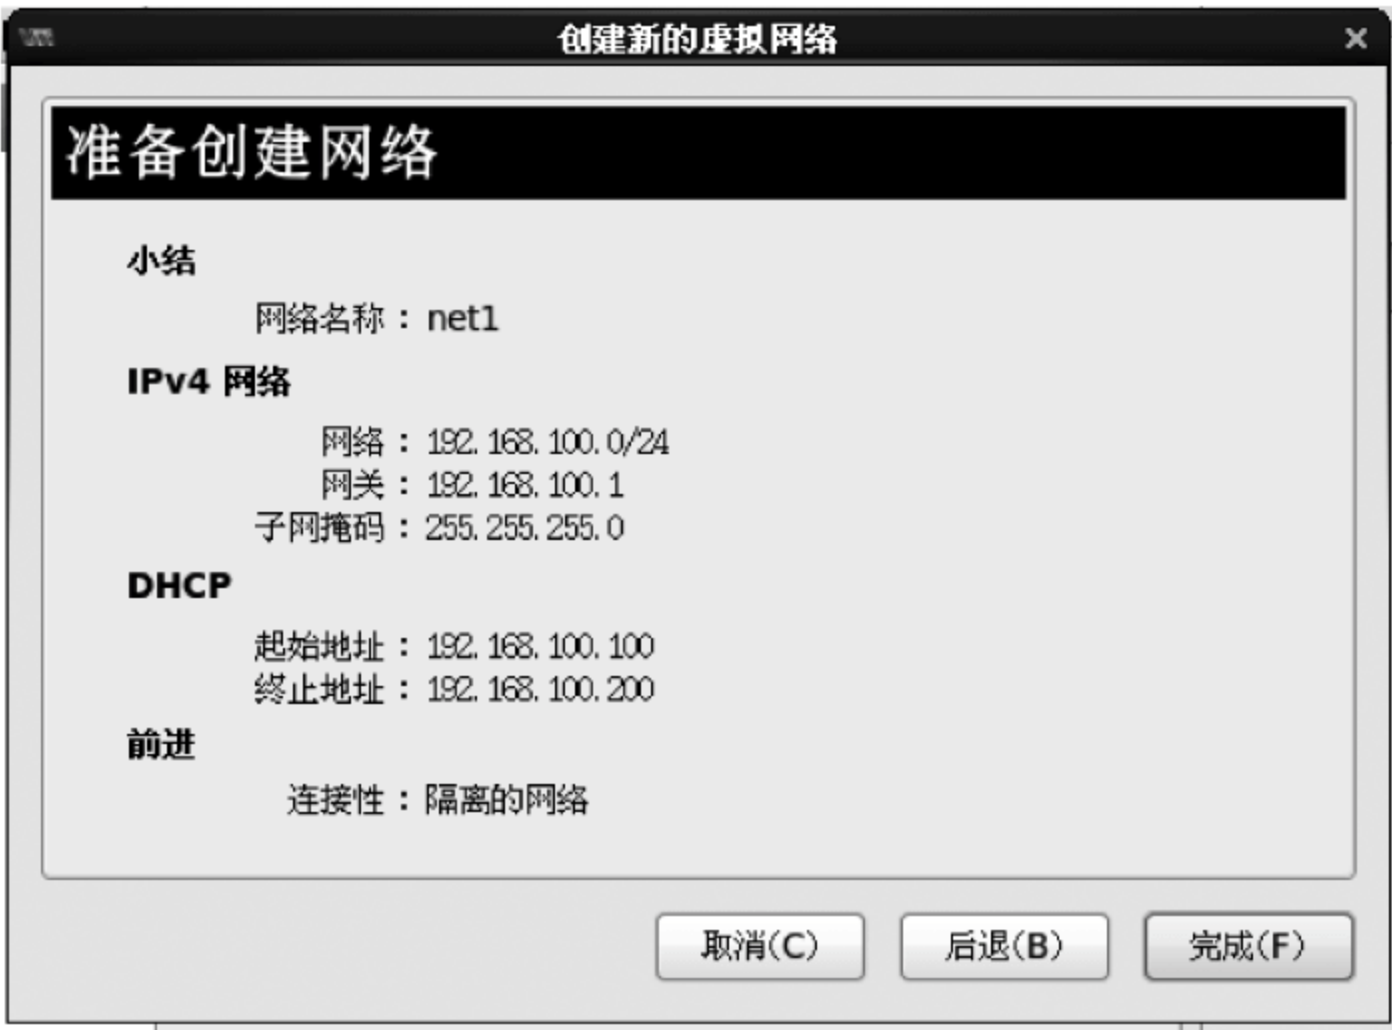 创建新的虚拟网络
准备创建网络
小结
网络名称：net1
IPv4 网络
网络：192.168.100.0/24
网关：192.168.100.1
子网掩码：255.255.255.0
DHCP
起始地址：192.168.100.100
终止地址：192.168.100.200
前进
连接性：隔离的网络
取消(C) 后退(B) 完成(F)